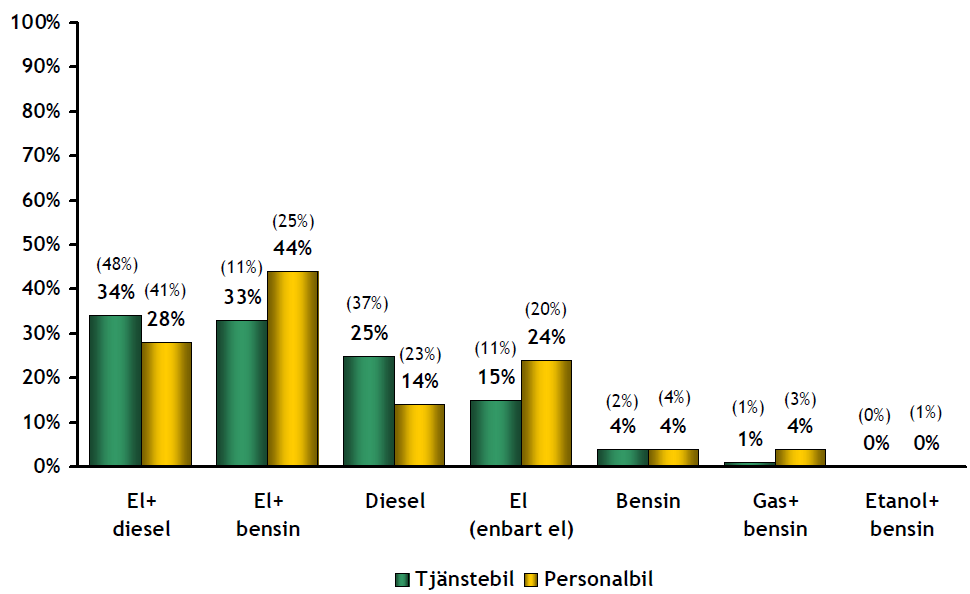 100%
90%
80%
70%
60%
50%
40%
30%
20%
10%
0%
(48%)
34%
(41%)
28%
(11%)
33%
(25%)
44%
(37%)
25%
(23%)
14%
(11%)
15%
(20%)
24%
(2%)
4%
(4%)
4%
(1%)
1%
(3%)
4%
(0%)
0%
(1%)
0%
El+
diesel
El+
bensin
Diesel
El
(enbart el)
Bensin
Gas+
bensin
Etanol+
bensin
Tjänstebil
Personalbil